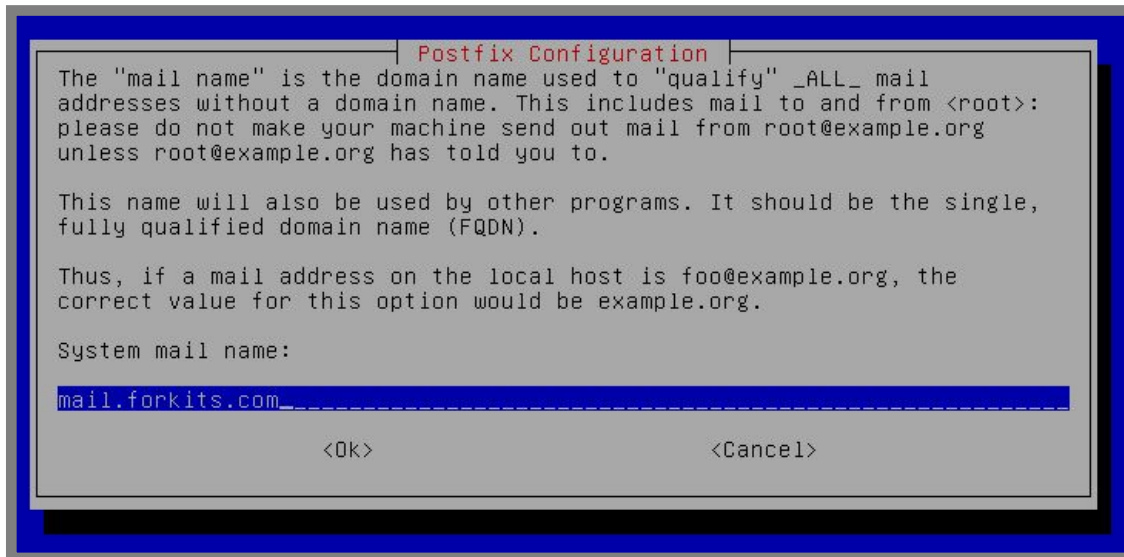 Postfix Configuration
The "mail name" is the domain name used to "qualify" _ALL_ mail
addresses without a domain name. This includes mail to and from <root>:
please do not make your machine send out mail from root@example.org
unless root@example.org has told you to.
This name will also be used by other programs. It should be the single,
fully qualified domain name (FQDN).
Thus, if a mail address on the local host is foo@example.org, the
correct value for this option would be example.org.
System mail name:
mail.forkits.com
<Ok> <Cancel>